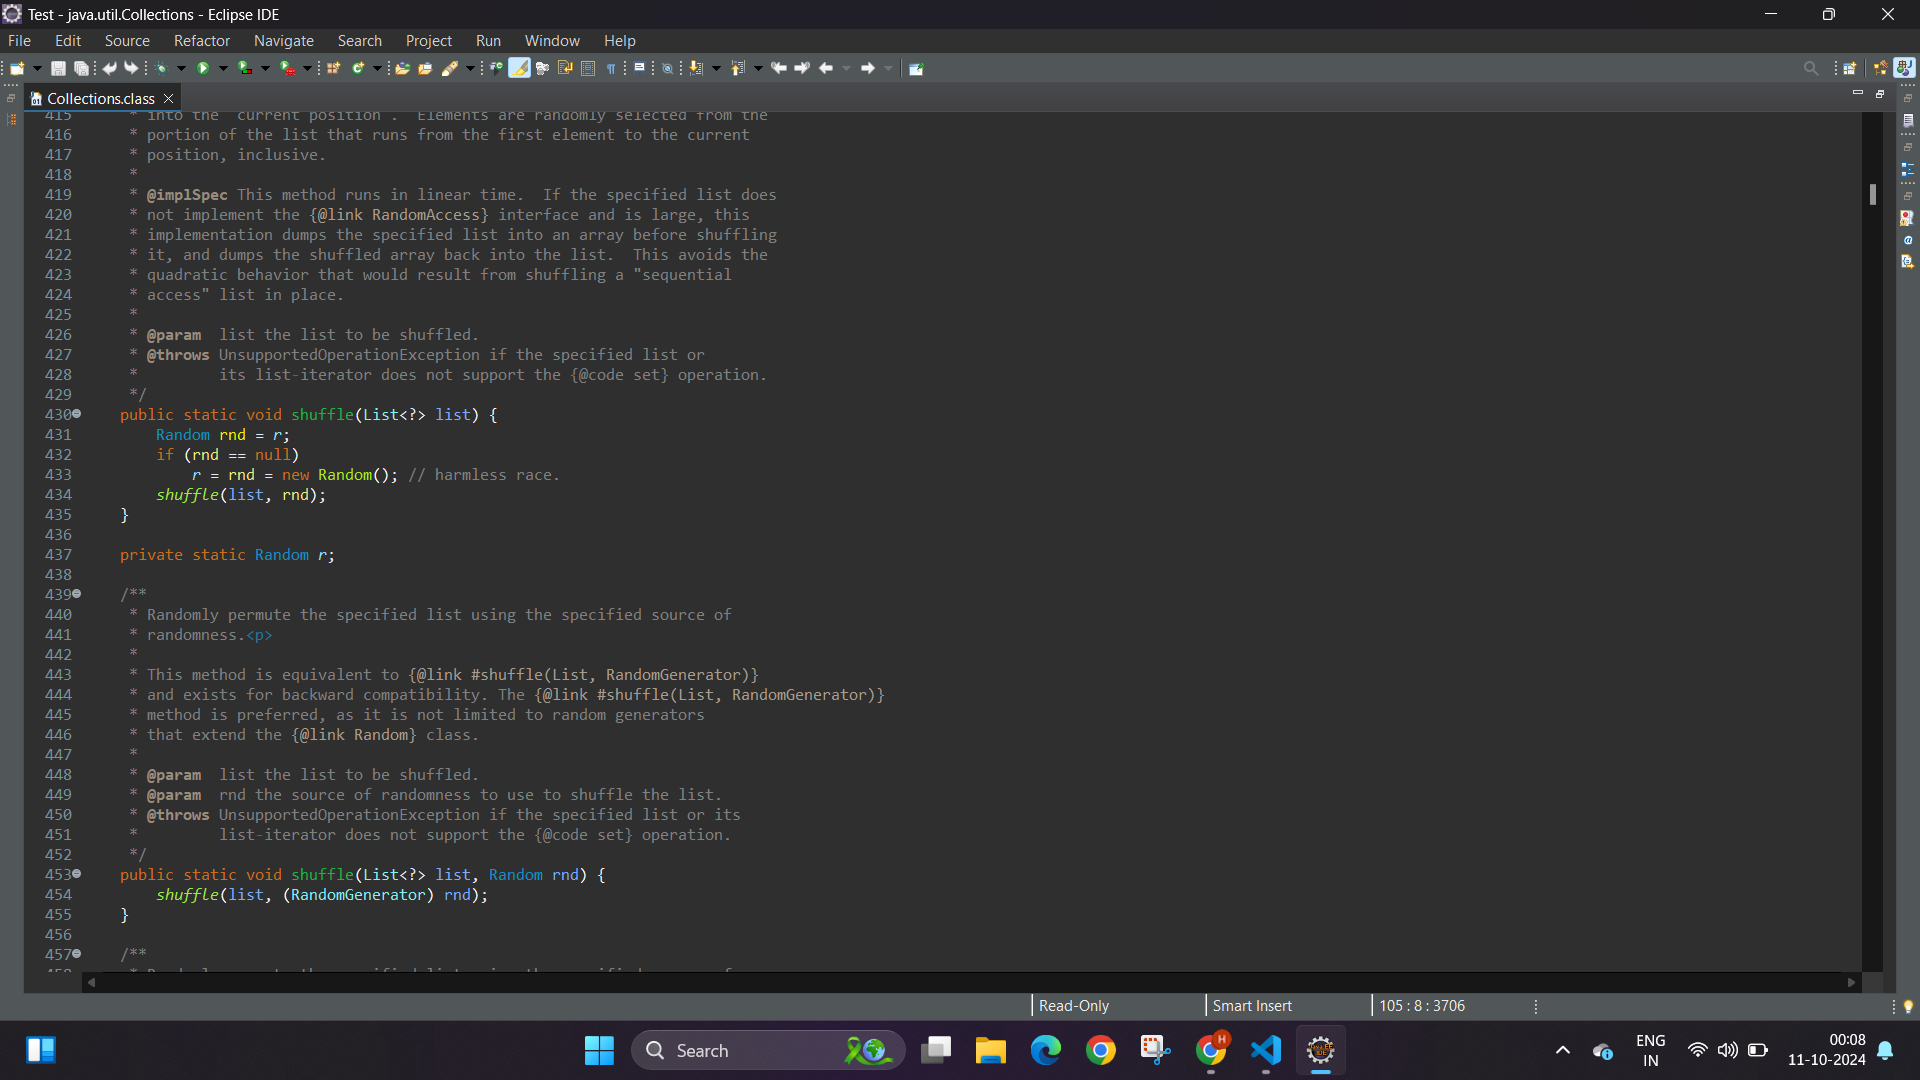 Test - java.util.Collections - Eclipse IDE
File Edit Source Refactor Navigate Search Project Run Window Help
Collections.class
415 * into the "current position".  Elements are randomly selected from the
416 * portion of the list that runs from the first element to the current
417 * position, inclusive.
418 *
419 * @implSpec This method runs in linear time.  If the specified list does
420 * not implement the {@link RandomAccess} interface and is large, this
421 * implementation dumps the specified list into an array before shuffling
422 * it, and dumps the shuffled array back into the list.  This avoids the
423 * quadratic behavior that would result from shuffling a "sequential
424 * access" list in place.
425 *
426 * @param  list the list to be shuffled.
427 * @throws UnsupportedOperationException if the specified list or
428 *         its list-iterator does not support the {@code set} operation.
429 */
430 public static void shuffle(List<?> list) {
431     Random rnd = r;
432     if (rnd == null)
433         r = rnd = new Random(); // harmless race.
434     shuffle(list, rnd);
435 }
436
437 private static Random r;
438
439 /**
440 * Randomly permute the specified list using the specified source of
441 * randomness.<p>
442 *
443 * This method is equivalent to {@link #shuffle(List, RandomGenerator)}
444 * and exists for backward compatibility. The {@link #shuffle(List, RandomGenerator)}
445 * method is preferred, as it is not limited to random generators
446 * that extend the {@link Random} class.
447 *
448 * @param  list the list to be shuffled.
449 * @param  rnd the source of randomness to use to shuffle the list.
450 * @throws UnsupportedOperationException if the specified list or its
451 *         list-iterator does not support the {@code set} operation.
452 */
453 public static void shuffle(List<?> list, Random rnd) {
454     shuffle(list, (RandomGenerator) rnd);
455 }
456
457 /**
Read-Only Smart Insert 105 : 8 : 3706
Search
H
ENG
IN
00:08
11-10-2024